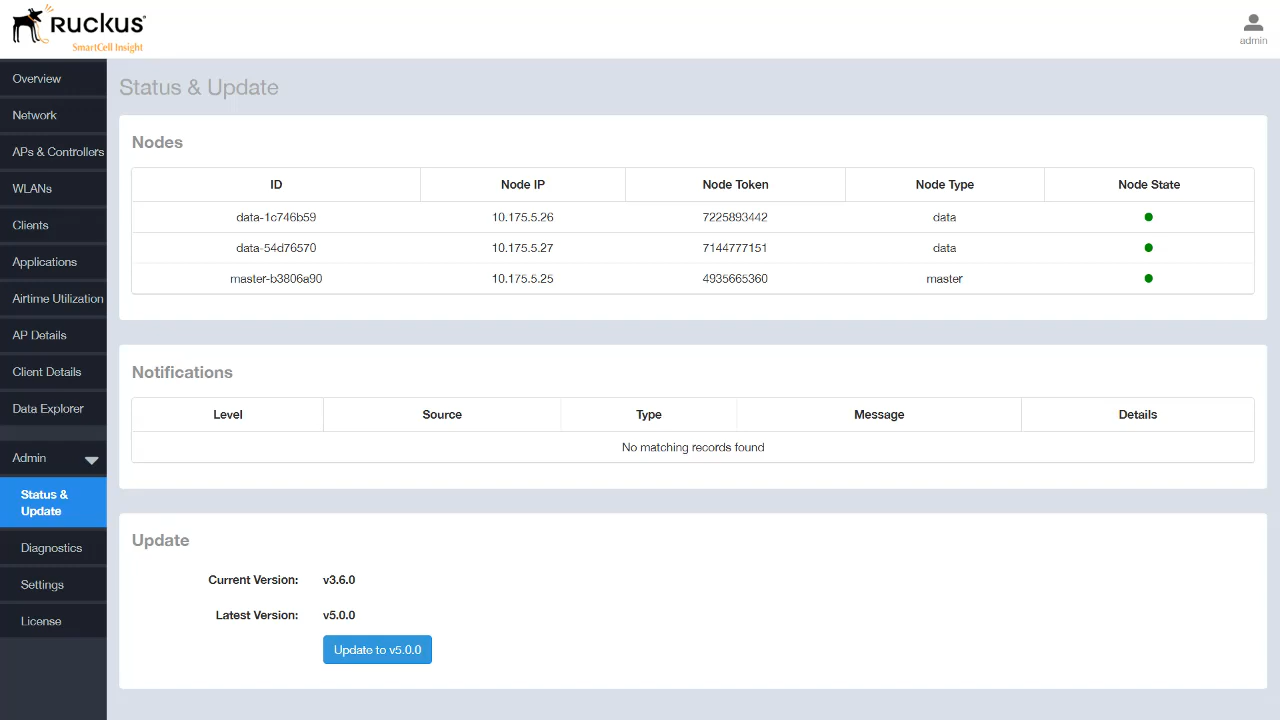 RUCKUS
SmartCell Insight
admin
Overview
Network
APs & Controllers
WLANs
Clients
Applications
Airtime Utilization
AP Details
Client Details
Data Explorer
Admin
Status &
Update
Diagnostics
Settings
License
Status & Update
Nodes
ID Node IP Node Token Node Type Node State
data-1c746b59 10.175.5.26 7225893442 data
data-54d76570 10.175.5.27 7144777151 data
master-b3806a90 10.175.5.25 4935665360 master
Notifications
Level Source Type Message Details
No matching records found
Update
Current Version: v3.6.0
Latest Version: v5.0.0
Update to v5.0.0